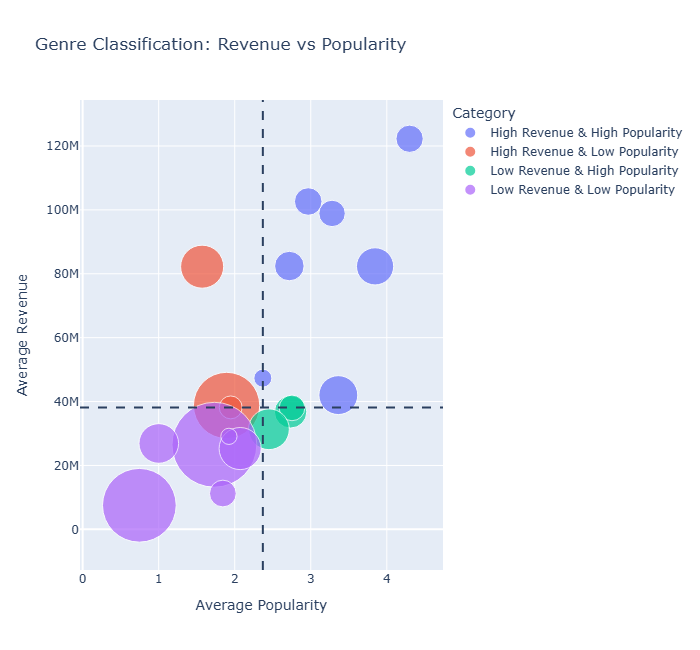 Genre Classification: Revenue vs Popularity
Category
High Revenue & High Popularity
High Revenue & Low Popularity
Low Revenue & High Popularity
Low Revenue & Low Popularity
Average Revenue
120M
100M
80M
60M
40M
20M
0
0 1 2 3 4
Average Popularity